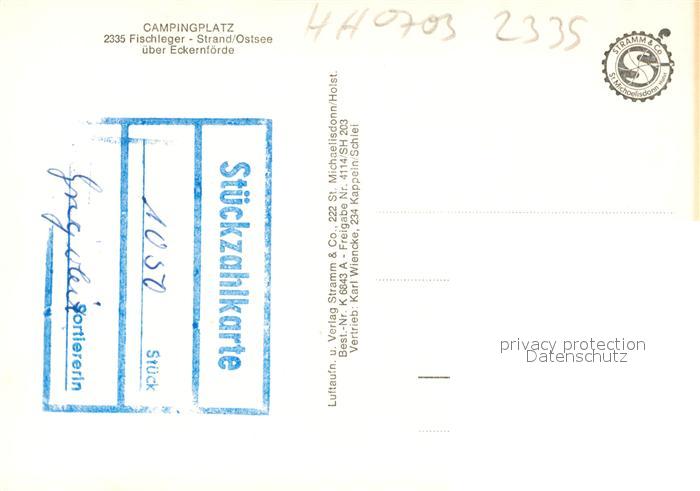 CAMPINGPLATZ
2335 Fischleger - Strand/Ostsee
über Eckernförde
HH0703 2335
STRAMM & Co.
St. Michaelisdonn Holst.
Stückzahlkarte
1050 Stück
Sortiererin
Luftaufn. u. Verlag Stramm & Co., 222 St. Michaelisdonn/Holst.
Best.-Nr. K 6843 A - Freigabe Nr. 4114/SH 203
Vertrieb: Karl Wiencke, 234 Kappeln/Schlei
privacy protection
Datenschutz